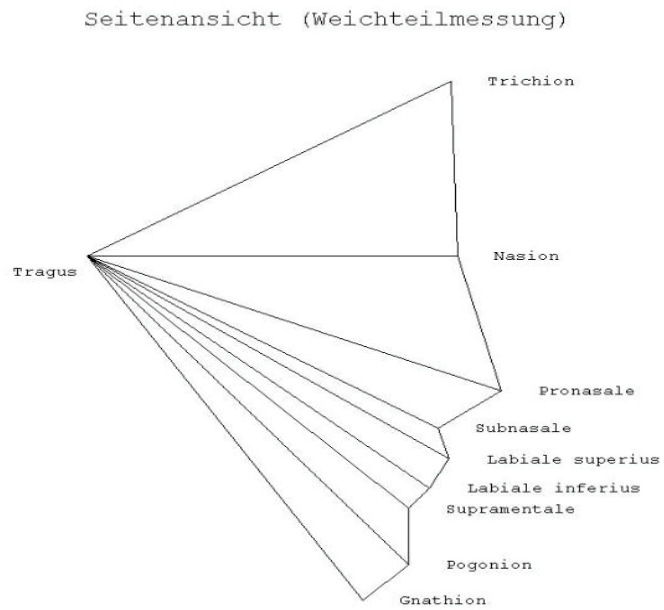 Seitenansicht (Weichteilmessung)
Trichion
Nasion
Tragus
Pronasale
Subnasale
Labiale superius
Labiale inferius
Supramentale
Pogonion
Gnathion